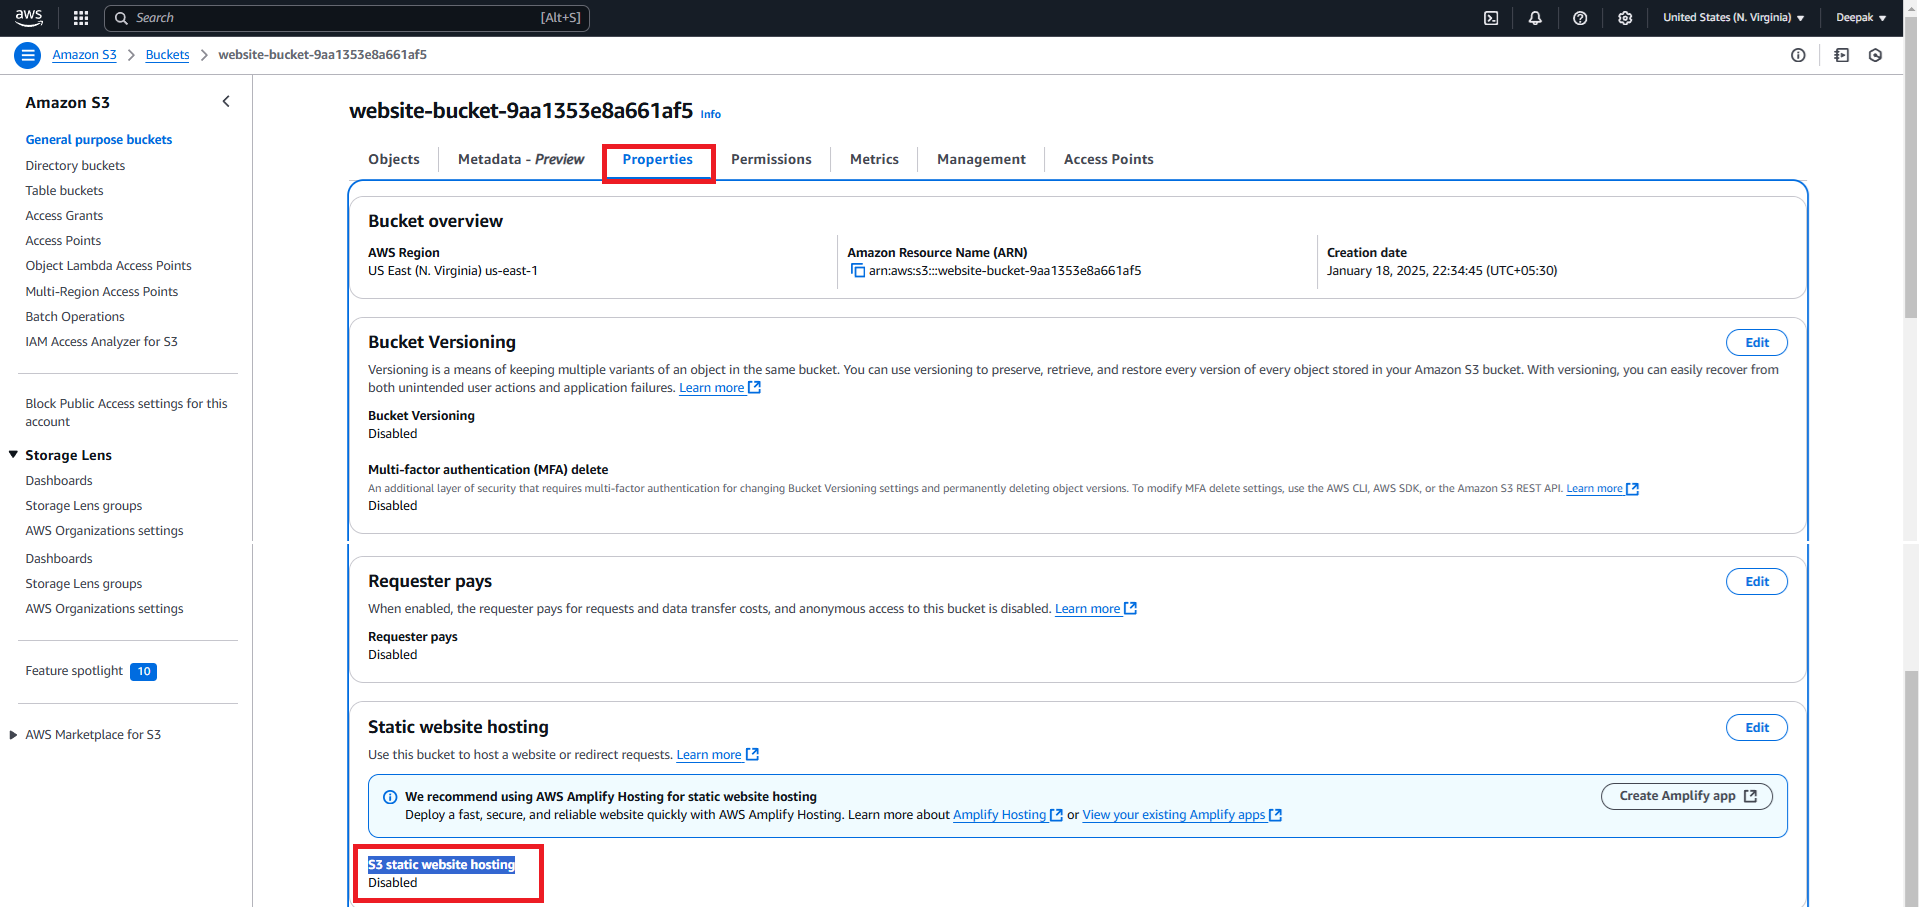 aws
Search [Alt+S]
United States (N. Virginia)
Deepak
Amazon S3
Buckets
website-bucket-9aa1353e8a661af5
Amazon S3
General purpose buckets
Directory buckets
Table buckets
Access Grants
Access Points
Object Lambda Access Points
Multi-Region Access Points
Batch Operations
IAM Access Analyzer for S3
Block Public Access settings for this
account
Storage Lens
Dashboards
Storage Lens groups
AWS Organizations settings
Dashboards
Storage Lens groups
AWS Organizations settings
Feature spotlight 10
AWS Marketplace for S3
website-bucket-9aa1353e8a661af5 Info
Objects
Metadata - Preview
Properties
Permissions
Metrics
Management
Access Points
Bucket overview
AWS Region
US East (N. Virginia) us-east-1
Amazon Resource Name (ARN)
arn:aws:s3:::website-bucket-9aa1353e8a661af5
Creation date
January 18, 2025, 22:34:45 (UTC+05:30)
Bucket Versioning
Edit
Versioning is a means of keeping multiple variants of an object in the same bucket. You can use versioning to preserve, retrieve, and restore every version of every object stored in your Amazon S3 bucket. With versioning, you can easily recover from
both unintended user actions and application failures. Learn more
Bucket Versioning
Disabled
Multi-factor authentication (MFA) delete
An additional layer of security that requires multi-factor authentication for changing Bucket Versioning settings and permanently deleting object versions. To modify MFA delete settings, use the AWS CLI, AWS SDK, or the Amazon S3 REST API. Learn more
Disabled
Requester pays
Edit
When enabled, the requester pays for requests and data transfer costs, and anonymous access to this bucket is disabled. Learn more
Requester pays
Disabled
Static website hosting
Edit
Use this bucket to host a website or redirect requests. Learn more
We recommend using AWS Amplify Hosting for static website hosting
Deploy a fast, secure, and reliable website quickly with AWS Amplify Hosting. Learn more about Amplify Hosting or View your existing Amplify apps
Create Amplify app
S3 static website hosting
Disabled